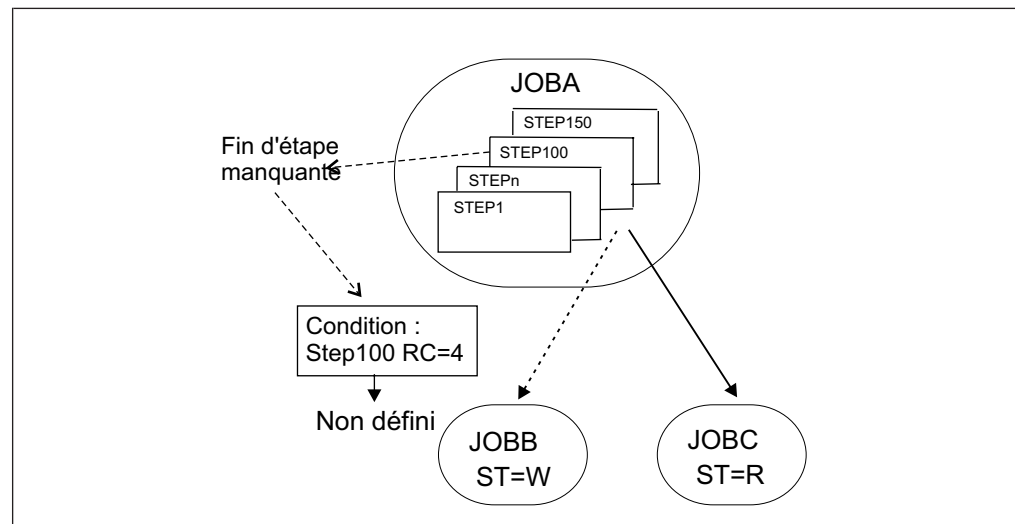 JOBA
STEP150
STEP100
STEPn
STEP1
Fin d'étape
manquante
Condition :
Step100 RC=4
Non défini
JOBB
ST=W
JOBC
ST=R